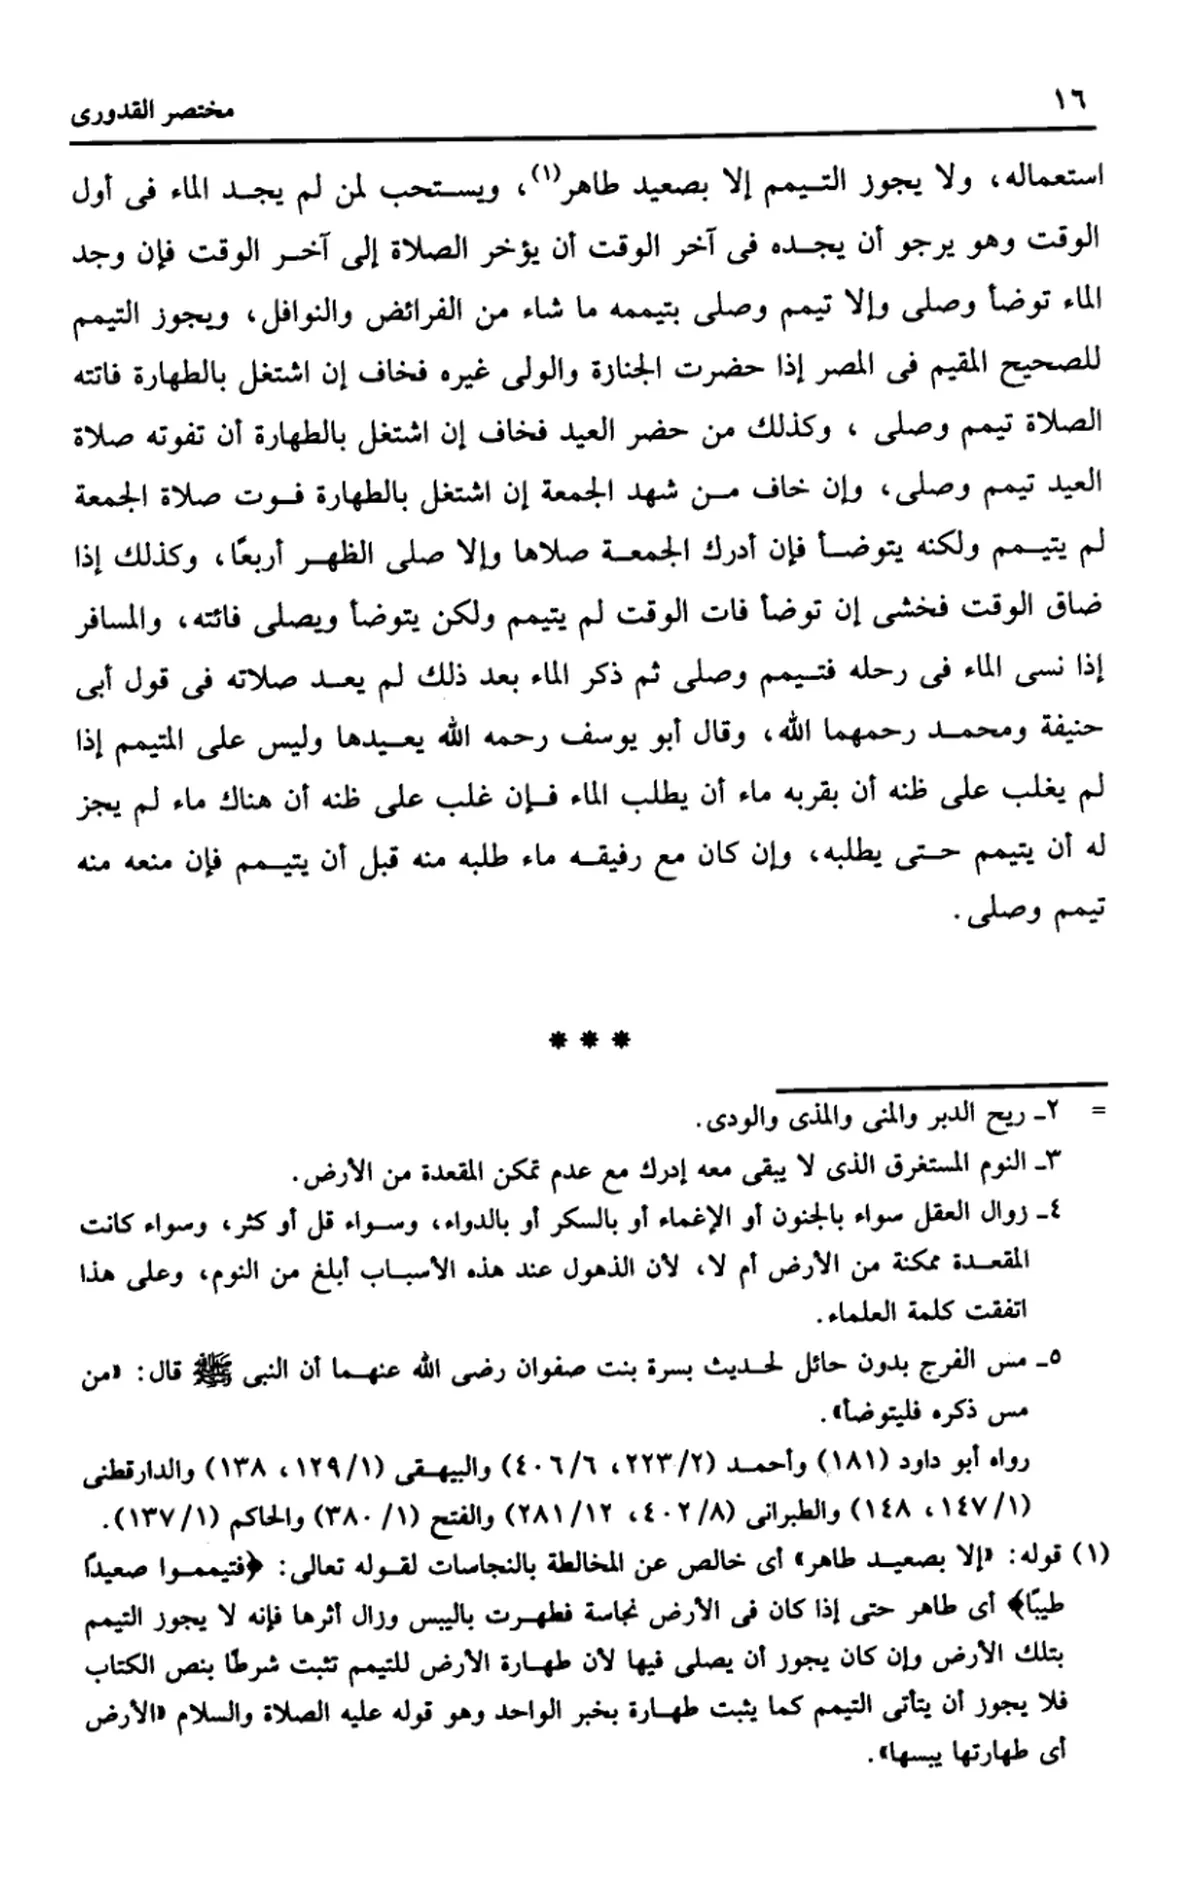 ١٦
مختصر القدورى
استعماله، ولا يجوز التيمم إلا بصعيد طاهر(١)، ويستحب لمن لم يجد الماء فى أول
الوقت وهو يرجو أن يجده فى آخر الوقت أن يؤخر الصلاة إلى آخر الوقت فإن وجد
الماء توضأ وصلى وإلا تيمم وصلى بتيممه ما شاء من الفرائض والنوافل، ويجوز التيمم
للصحيح المقيم فى المصر إذا حضرت الجنازة والولى غيره فخاف إن اشتغل بالطهارة فاتته
الصلاة تيمم وصلى ، وكذلك من حضر العيد فخاف إن اشتغل بالطهارة أن تفوته صلاة
العيد تيمم وصلى، وإن خاف من شهد الجمعة إن اشتغل بالطهارة فوت صلاة الجمعة
لم يتيمم ولكنه يتوضأ فإن أدرك الجمعة صلاها وإلا صلى الظهر أربعًا، وكذلك إذا
ضاق الوقت فخشى إن توضأ فات الوقت لم يتيمم ولكن يتوضأ ويصلى فائته، والمسافر
إذا نسى الماء فى رحله فتيمم وصلى ثم ذكر الماء بعد ذلك لم يعد صلاته فى قول أبى
حنيفة ومحمد رحمهما الله، وقال أبو يوسف رحمه الله يعيدها وليس على المتيمم إذا
لم يغلب على ظنه أن بقربه ماء أن يطلب الماء فإن غلب على ظنه أن هناك ماء لم يجز
له أن يتيمم حتى يطلبه، وإن كان مع رفيقه ماء طلبه منه قبل أن يتيمم فإن منعه منه
تيمم وصلى.
* * *
= ٢ـ ريح الدبر والمنى والمذى والودى.
٣ـ النوم المستغرق الذى لا يبقى معه إدرك مع عدم تمكن المقعدة من الأرض.
٤ـ زوال العقل سواء بالجنون أو الإغماء أو بالسكر أو بالدواء، وسواء قل أو كثر، وسواء كانت
المقعدة ممكنة من الأرض أم لا، لأن الذهول عند هذه الأسباب أبلغ من النوم، وعلى هذا
اتفقت كلمة العلماء.
٥ـ مس الفرج بدون حائل لحديث بسرة بنت صفوان رضى الله عنهما أن النبى ﷺ قال: «من
مس ذكره فليتوضأ».
رواه أبو داود (١٨١) وأحمد (٢/ ٢٢٣، ٦/ ٤٠٦) والبيهقى (١/ ١٢٩، ١٣٨) والدارقطنى
(١/ ١٤٧، ١٤٨) والطبرانى (٨/ ٤٠٢، ١٢/ ٢٨١) والفتح (١/ ٣٨٠) والحاكم (١/ ١٣٧).
(١) قوله: «إلا بصعيد طاهر» أى خالص عن المخالطة بالنجاسات لقوله تعالى: ﴿فتيمموا صعيدًا
طيبًا﴾ أى طاهر حتى إذا كان فى الأرض نجاسة فطهرت باليبس وزال أثرها فإنه لا يجوز التيمم
بتلك الأرض وإن كان يجوز أن يصلى فيها لأن طهارة الأرض للتيمم تثبت شرطًا بنص الكتاب
فلا يجوز أن يتأتى التيمم كما يثبت طهارة بخبر الواحد وهو قوله عليه الصلاة والسلام «الأرض
أى طهارتها يبسها».